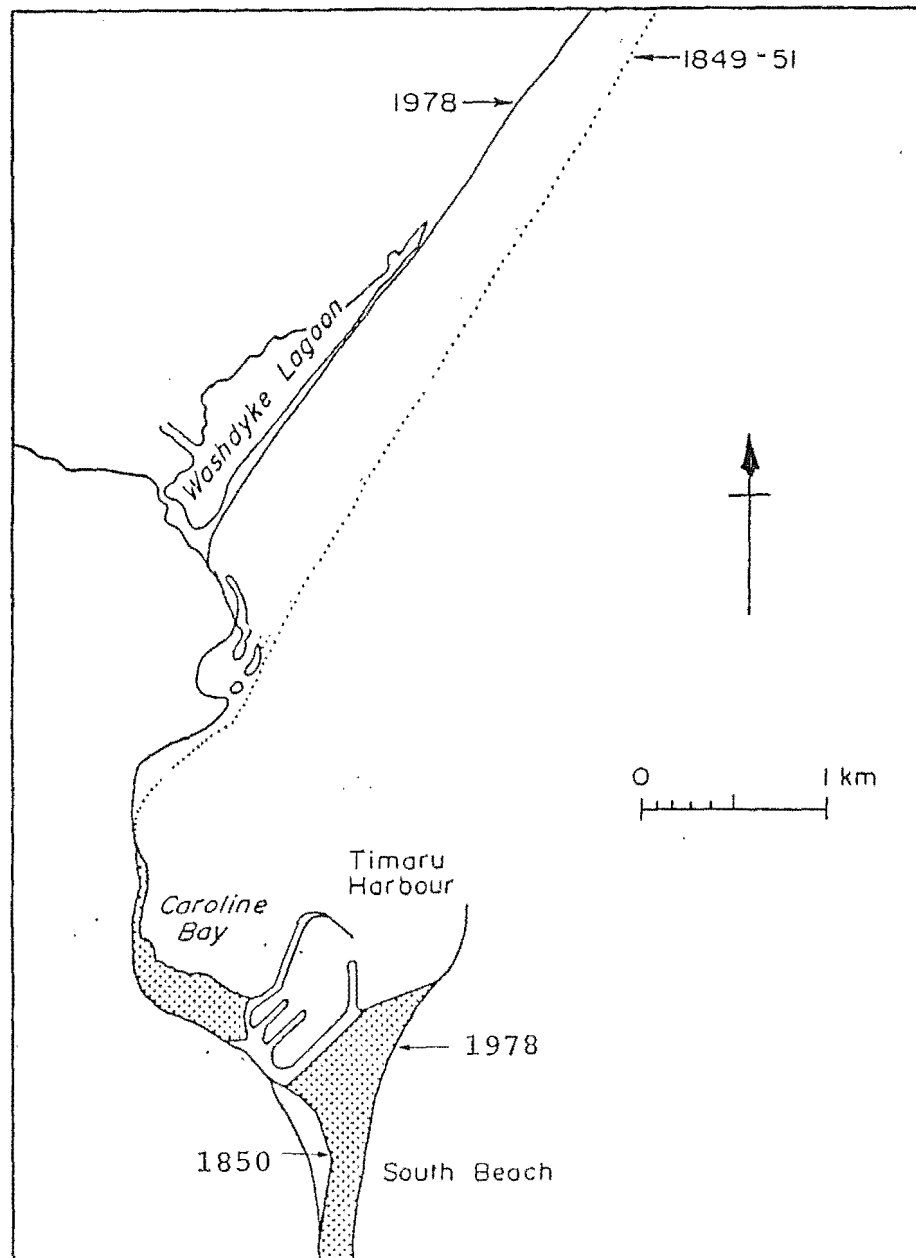 1849-51
1978
Washdyke Lagoon
0 1 km
Timaru
Harbour
Caroline
Bay
1978
1850
South Beach